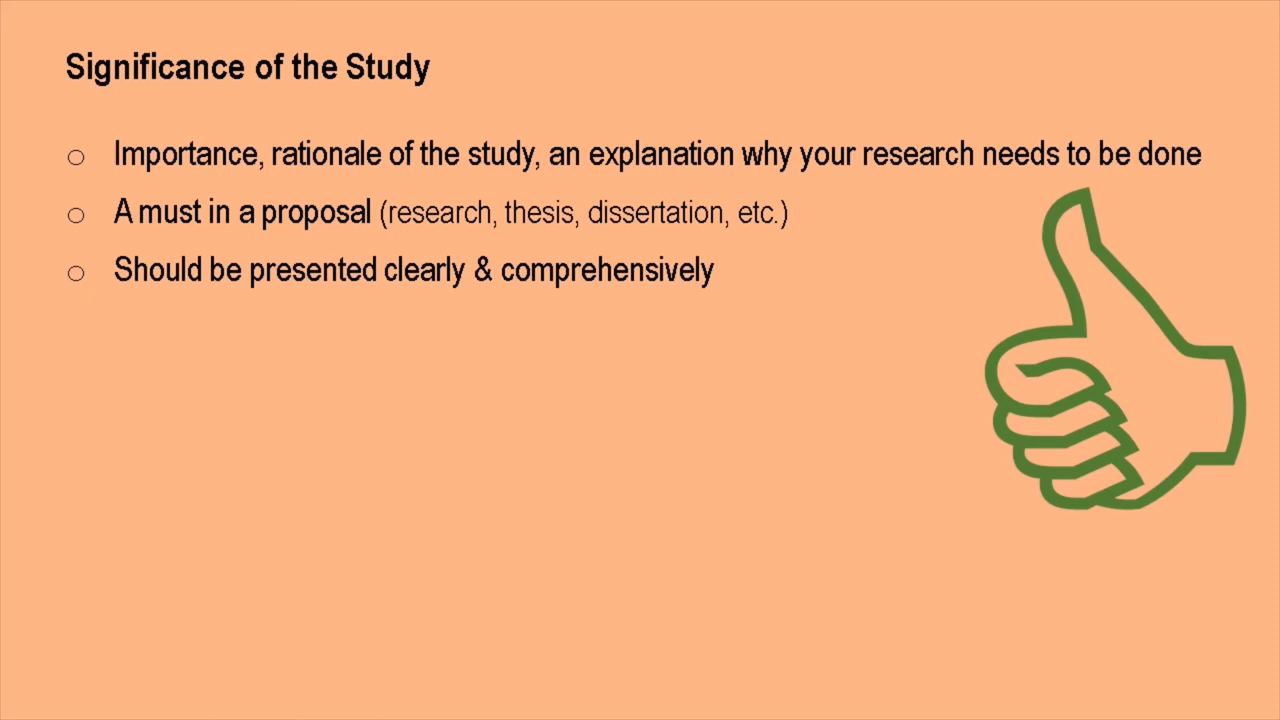 Significance of the Study
Importance, rationale of the study, an explanation why your research needs to be done
A must in a proposal (research, thesis, dissertation, etc.)
Should be presented clearly & comprehensively